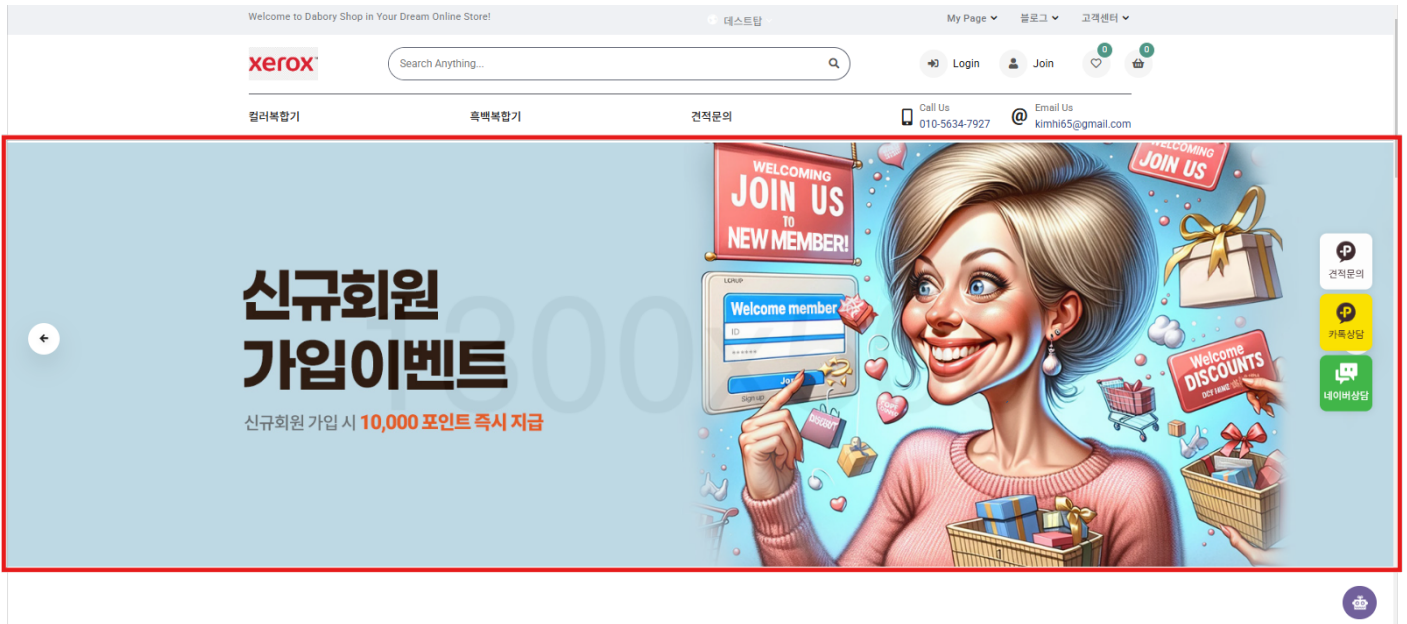 Welcome to Dabory Shop in Your Dream Online Store!
데스트탑
My Page
블로그
고객센터
xerox
Search Anything...
Login
Join
0
0
컬러복합기
흑백복합기
견적문의
Call Us
010-5634-7927
@
Email Us
kimhi65@gmail.com
WELCOMING
JOIN US
TO
NEW MEMBER!
WELCOMING
JOIN US
신규회원
가입이벤트
신규회원 가입 시 10,000 포인트 즉시 지급
Welcome member
ID
******
Sign up
DISCOUNT
Welcome
DISCOUNTS
견적문의
카톡상담
네이버상담